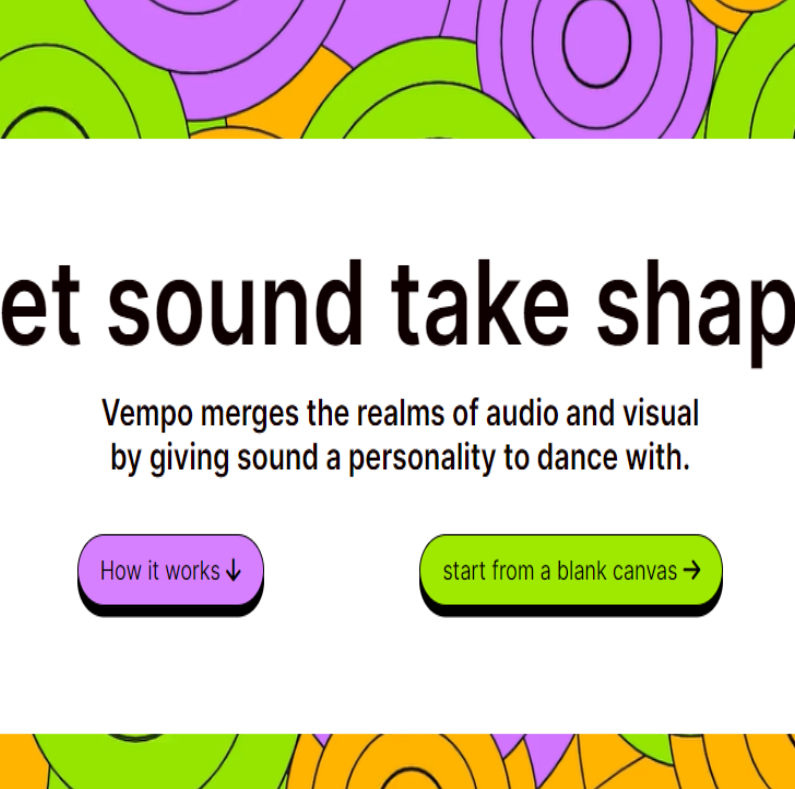 et sound take shap
Vempo merges the realms of audio and visual
by giving sound a personality to dance with.
How it works ↓
start from a blank canvas →